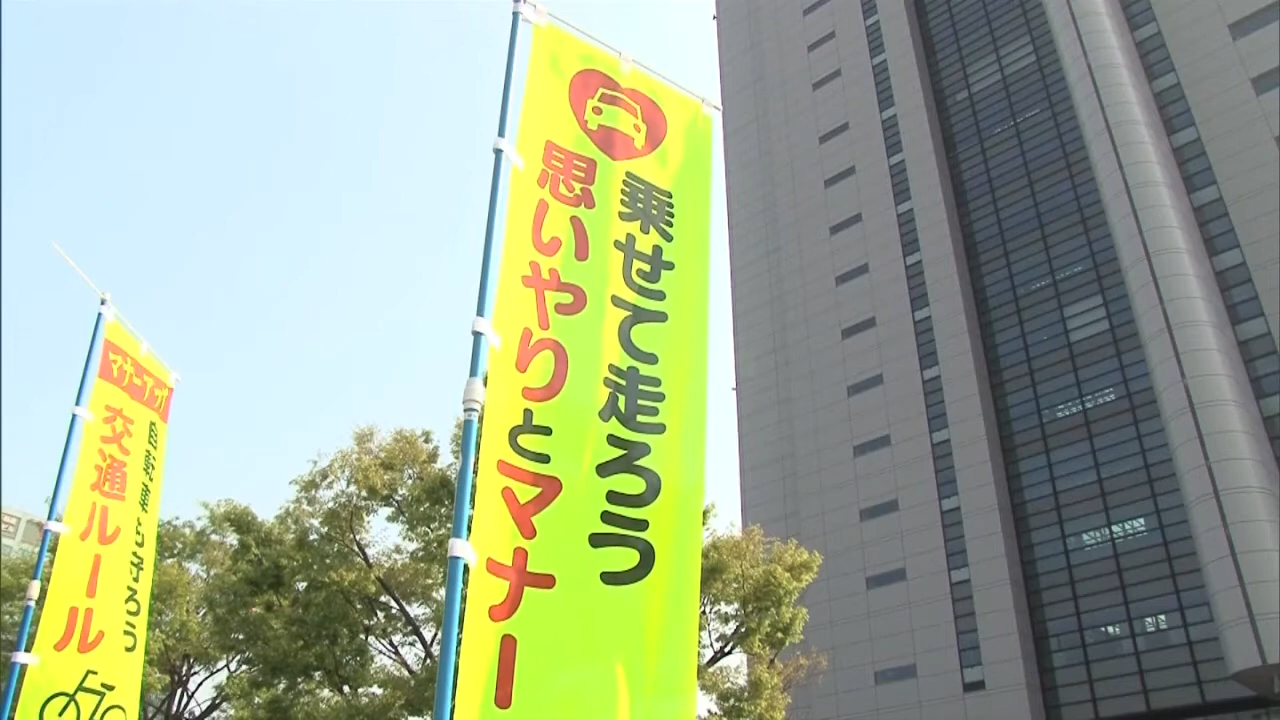 乗せて走ろう
思いやりとマナー
マナーアップ
自転車も守ろう
交通ルール